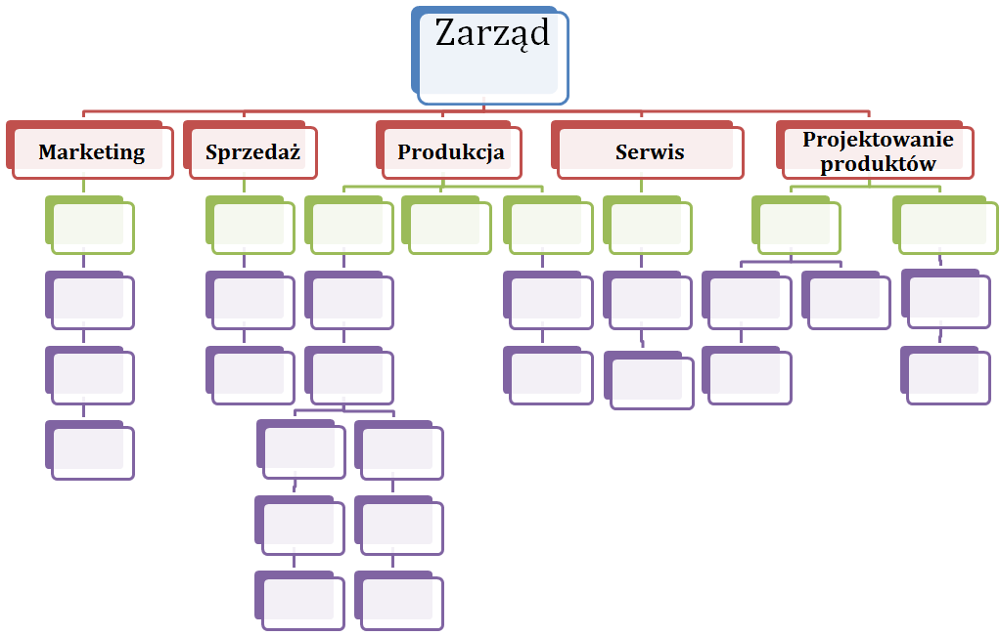 Zarząd
Marketing
Sprzedaż
Produkcja
Serwis
Projektowanie
produktów